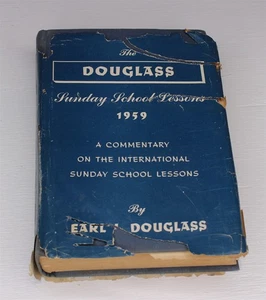 The
DOUGLASS
Sunday School Lessons
1959
A COMMENTARY
ON THE INTERNATIONAL
SUNDAY SCHOOL LESSONS
By
EARL L. DOUGLASS